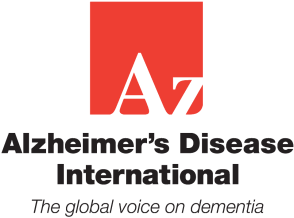 Az
Alzheimer’s Disease
International
The global voice on dementia